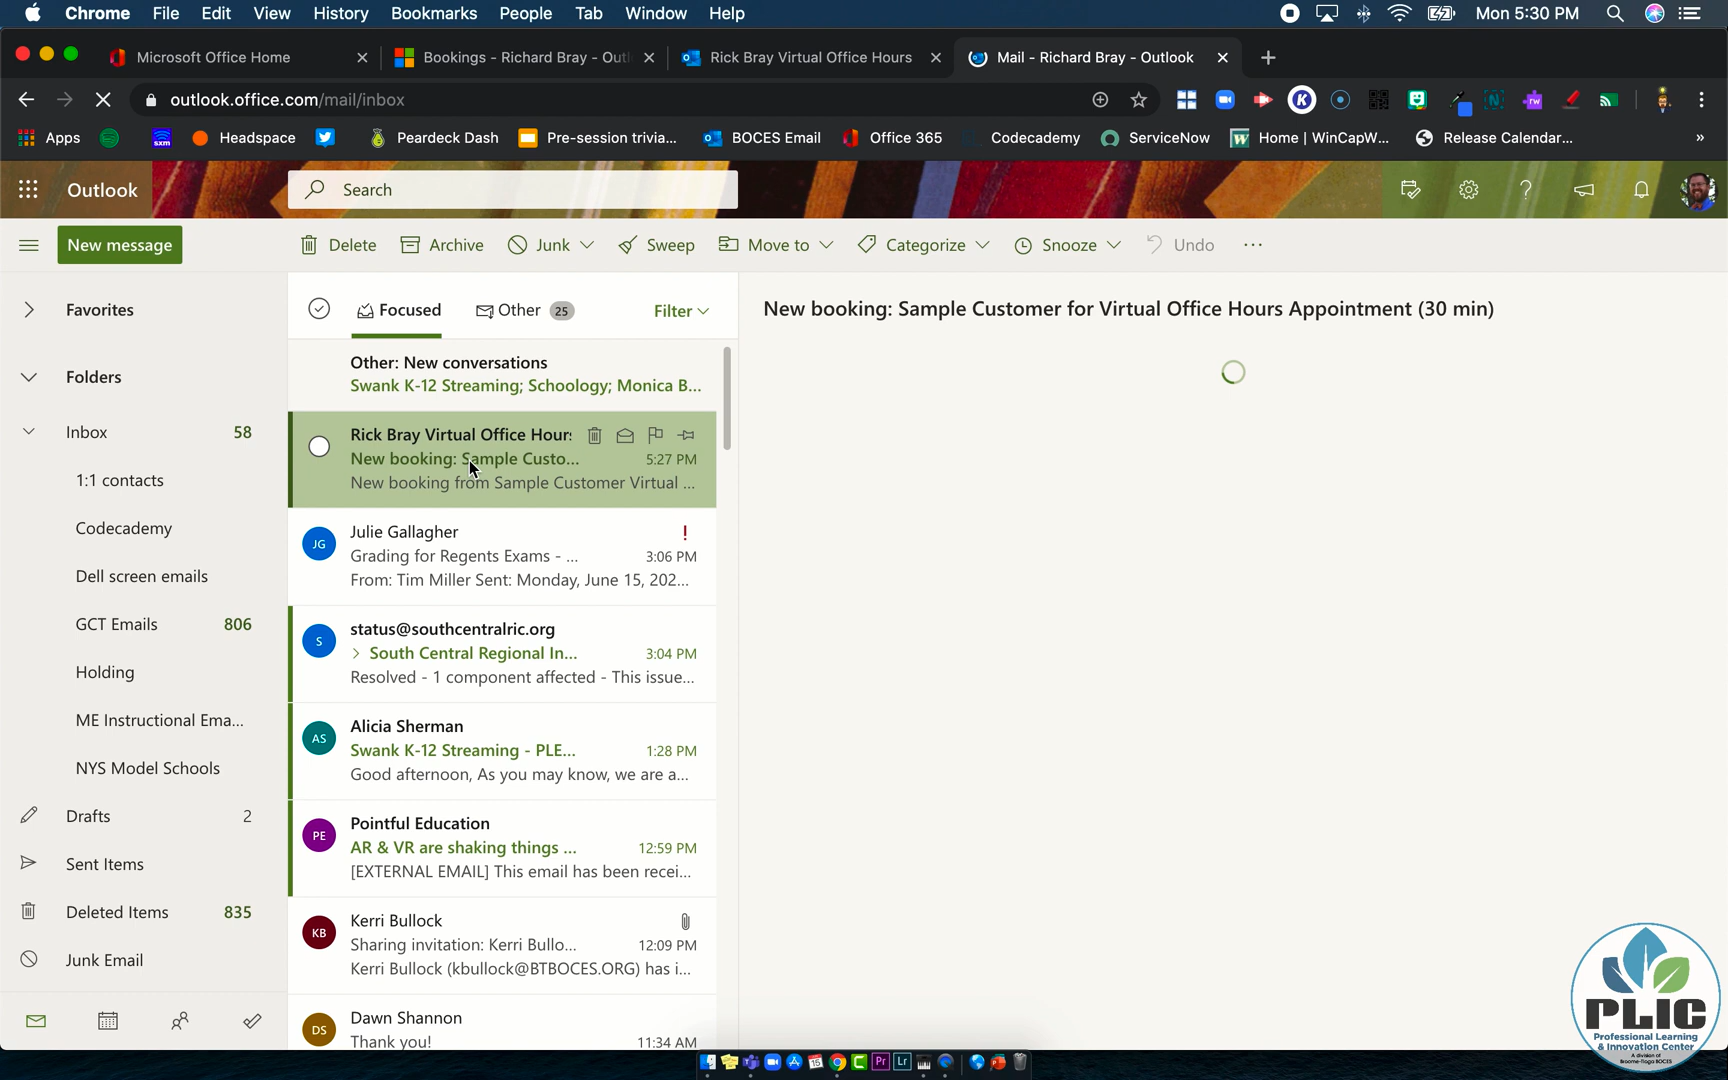 Chrome File Edit View History Bookmarks People Tab Window Help Mon 5:30 PM
Microsoft Office Home Bookings - Richard Bray - Outl Rick Bray Virtual Office Hours Mail - Richard Bray - Outlook
outlook.office.com/mail/inbox
Apps sxm Headspace Peardeck Dash Pre-session trivia... BOCES Email Office 365 Codecademy ServiceNow Home | WinCapW... Release Calendar... »
Outlook Search
New message Delete Archive Junk Sweep Move to Categorize Snooze Undo ...
Favorites
Folders
Inbox 58
1:1 contacts
Codecademy
Dell screen emails
GCT Emails 806
Holding
ME Instructional Ema...
NYS Model Schools
Drafts 2
Sent Items
Deleted Items 835
Junk Email
Focused Other 25 Filter
Other: New conversations
Swank K-12 Streaming; Schoology; Monica B...
Rick Bray Virtual Office Hours
New booking: Sample Custo... 5:27 PM
New booking from Sample Customer Virtual ...
JG Julie Gallagher !
Grading for Regents Exams - ... 3:06 PM
From: Tim Miller Sent: Monday, June 15, 202...
S status@southcentralric.org
> South Central Regional In... 3:04 PM
Resolved - 1 component affected - This issue...
AS Alicia Sherman
Swank K-12 Streaming - PLE... 1:28 PM
Good afternoon, As you may know, we are a...
PE Pointful Education
AR & VR are shaking things ... 12:59 PM
[EXTERNAL EMAIL] This email has been recei...
KB Kerri Bullock
Sharing invitation: Kerri Bullo... 12:09 PM
Kerri Bullock (kbullock@BTBOCES.ORG) has i...
DS Dawn Shannon
Thank you! 11:34 AM
New booking: Sample Customer for Virtual Office Hours Appointment (30 min)
PLIC
Professional Learning
& Innovation Center
A division of
Broome-Tioga BOCES
15 Pr Lr